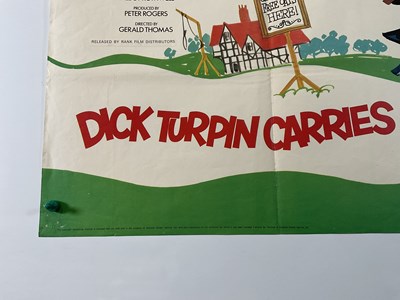 PRODUCED BY
PETER ROGERS
DIRECTED BY
GERALD THOMAS
RELEASED BY RANK FILM DISTRIBUTORS
HERE!
DICK TURPIN CARRIES